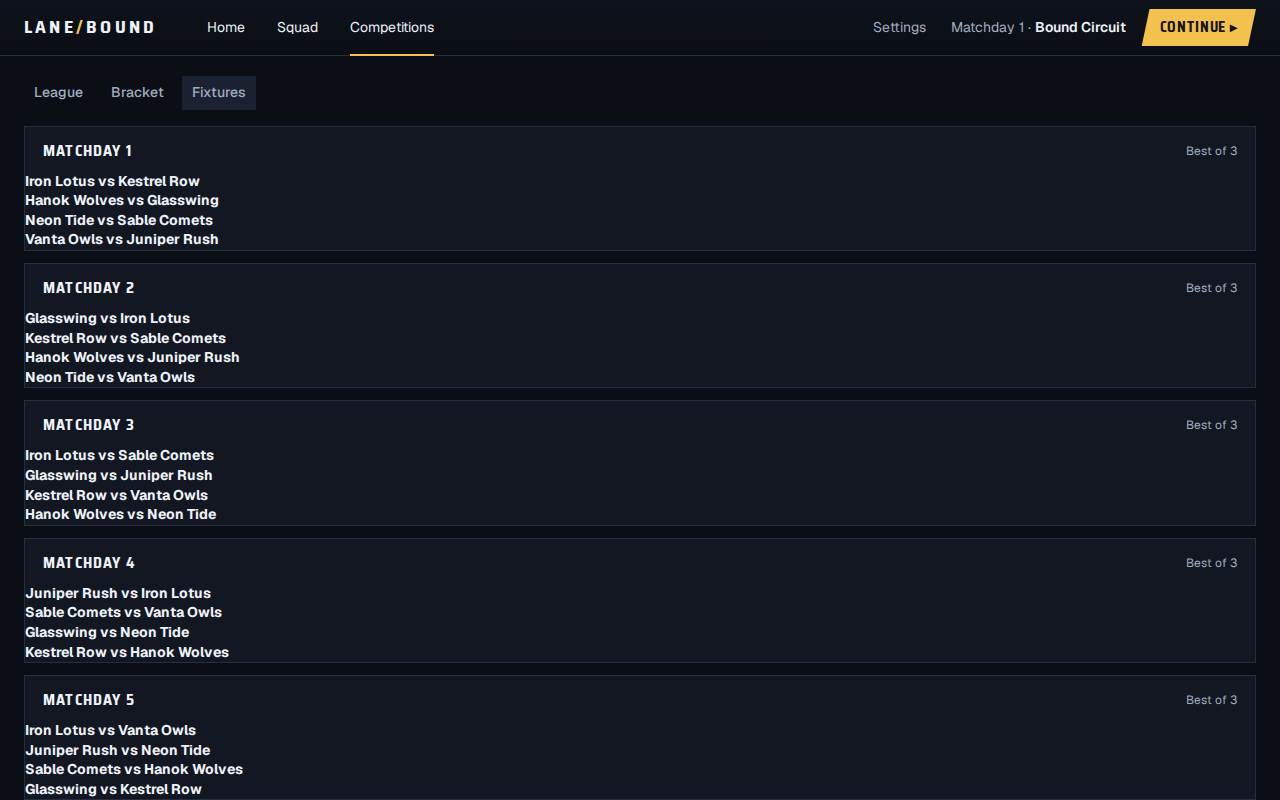 LANE/BOUND Home Squad Competitions Settings Matchday 1 · Bound Circuit CONTINUE ▸
League Bracket Fixtures
MATCHDAY 1 Best of 3
Iron Lotus vs Kestrel Row
Hanok Wolves vs Glasswing
Neon Tide vs Sable Comets
Vanta Owls vs Juniper Rush
MATCHDAY 2 Best of 3
Glasswing vs Iron Lotus
Kestrel Row vs Sable Comets
Hanok Wolves vs Juniper Rush
Neon Tide vs Vanta Owls
MATCHDAY 3 Best of 3
Iron Lotus vs Sable Comets
Glasswing vs Juniper Rush
Kestrel Row vs Vanta Owls
Hanok Wolves vs Neon Tide
MATCHDAY 4 Best of 3
Juniper Rush vs Iron Lotus
Sable Comets vs Vanta Owls
Glasswing vs Neon Tide
Kestrel Row vs Hanok Wolves
MATCHDAY 5 Best of 3
Iron Lotus vs Vanta Owls
Juniper Rush vs Neon Tide
Sable Comets vs Hanok Wolves
Glasswing vs Kestrel Row